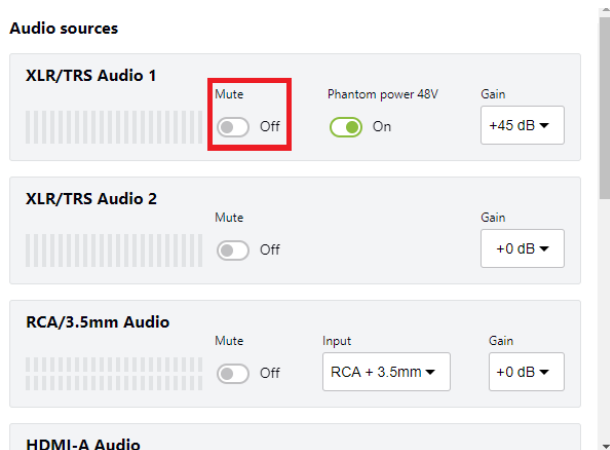 Audio sources
XLR/TRS Audio 1
Mute Phantom power 48V Gain
Off On +45 dB
XLR/TRS Audio 2
Mute Gain
Off +0 dB
RCA/3.5mm Audio
Mute Input Gain
Off RCA + 3.5mm +0 dB
HDMI-A Audio